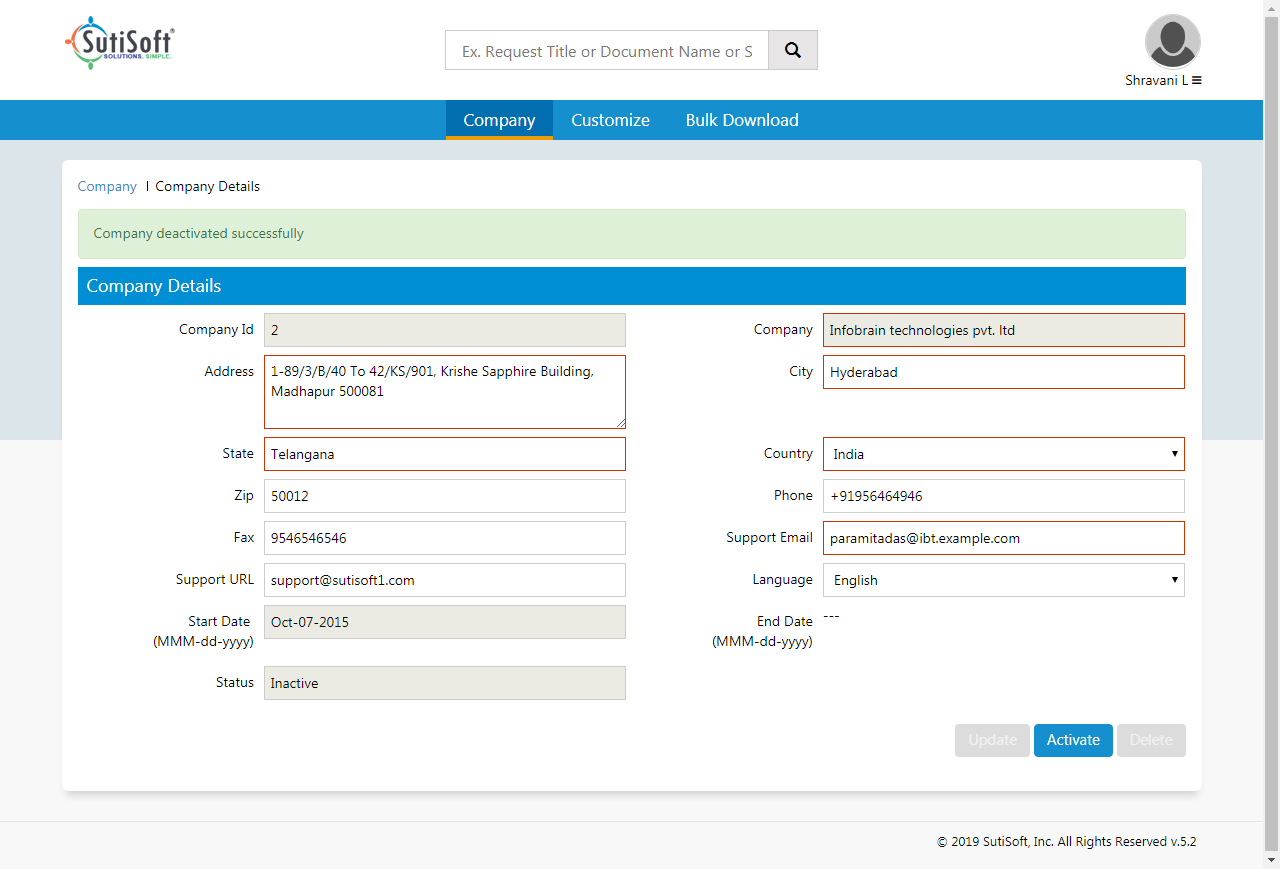 SutiSoft®
SOLUTIONS. SIMPLE.
Ex. Request Title or Document Name or S
Shravani L
Company Customize Bulk Download
Company | Company Details
Company deactivated successfully
Company Details
Company Id 2 Company Infobrain technologies pvt. ltd
Address 1-89/3/B/40 To 42/KS/901, Krishe Sapphire Building, City Hyderabad
Madhapur 500081
State Telangana Country India
Zip 50012 Phone +91956464946
Fax 9546546546 Support Email paramitadas@ibt.example.com
Support URL support@sutisoft1.com Language English
Start Date Oct-07-2015 End Date ---
(MMM-dd-yyyy) (MMM-dd-yyyy)
Status Inactive
Update Activate Delete
© 2019 SutiSoft, Inc. All Rights Reserved v.5.2